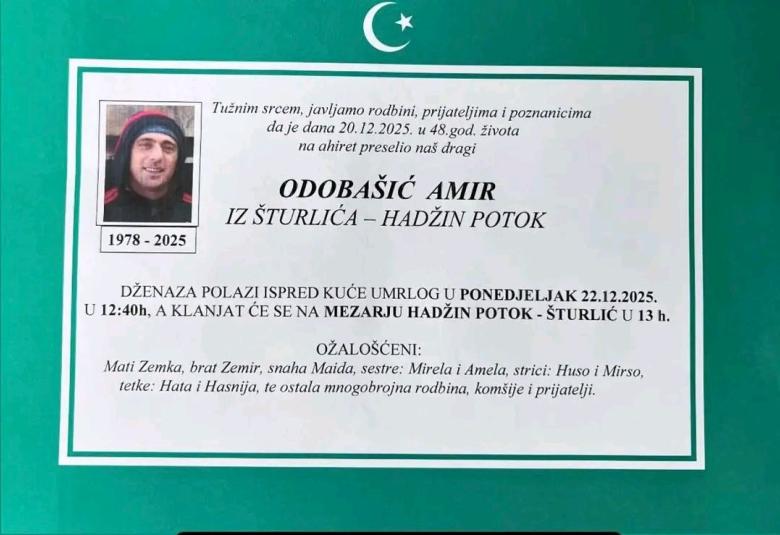 Tužnim srcem, javljamo rodbini, prijateljima i poznanicima
da je dana 20.12.2025. u 48.god. života
na ahiret preselio naš dragi
ODOBAŠIĆ AMIR
IZ ŠTURLIĆA – HADŽIN POTOK
1978 - 2025
DŽENAZA POLAZI ISPRED KUĆE UMRLOG U PONEDJELJAK 22.12.2025.
U 12:40h, A KLANJAT ĆE SE NA MEZARJU HADŽIN POTOK - ŠTURLIĆ U 13 h.
OŽALOŠĆENI:
Mati Zemka, brat Zemir, snaha Maida, sestre: Mirela i Amela, strici: Huso i Mirso,
tetke: Hata i Hasnija, te ostala mnogobrojna rodbina, komšije i prijatelji.